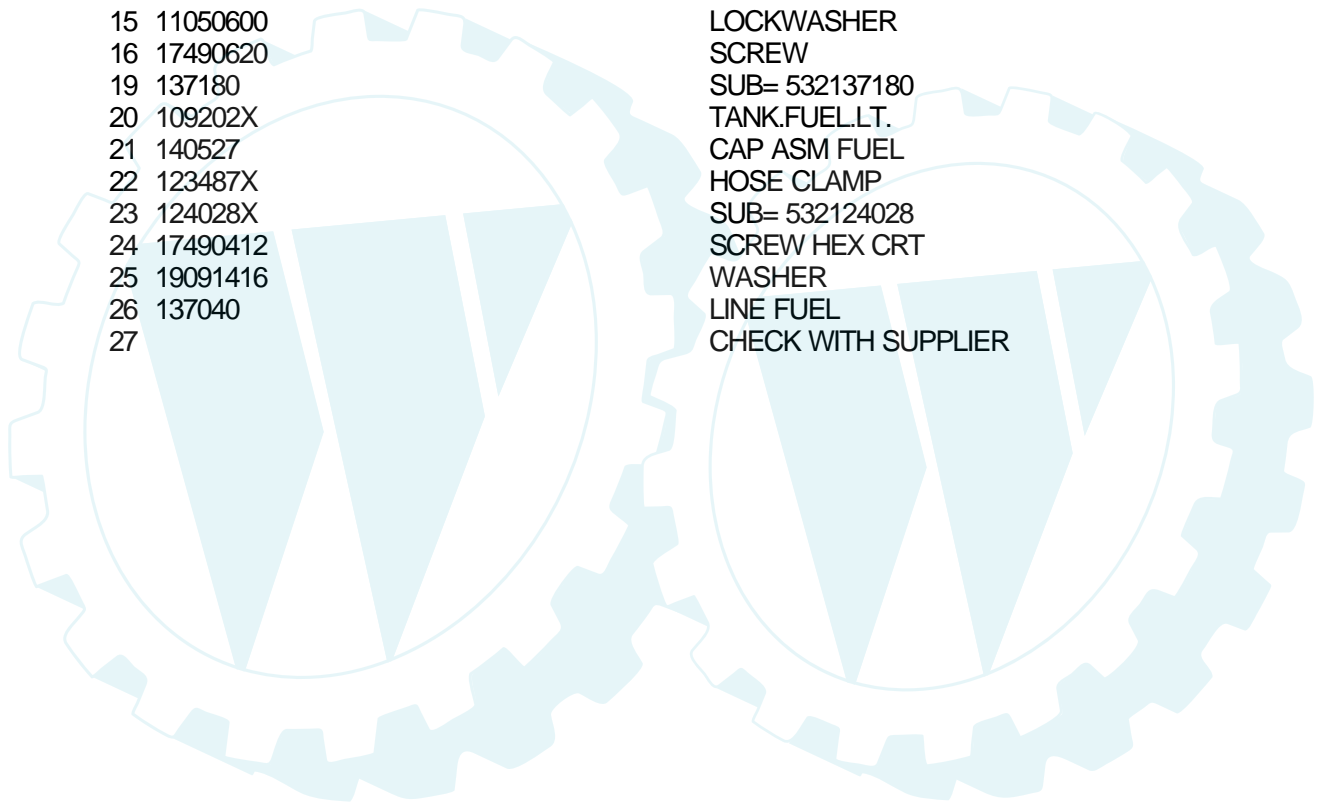 15 11050600 LOCKWASHER
16 17490620 SCREW
19 137180 SUB= 532137180
20 109202X TANK.FUEL.LT.
21 140527 CAP ASM FUEL
22 123487X HOSE CLAMP
23 124028X SUB= 532124028
24 17490412 SCREW HEX CRT
25 19091416 WASHER
26 137040 LINE FUEL
27 CHECK WITH SUPPLIER